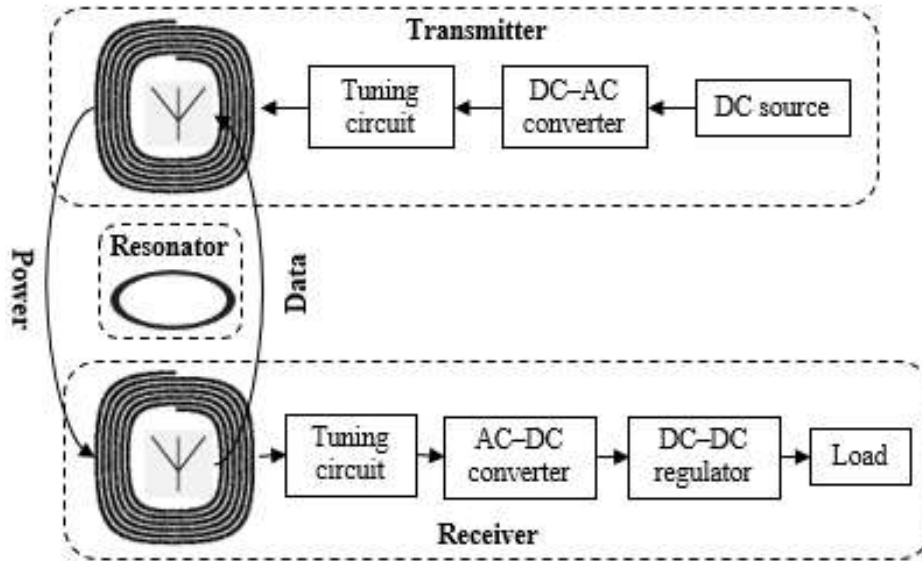 Transmitter
Tuning
circuit
DC–AC
converter
DC source
Resonator
Power
Data
Tuning
circuit
AC–DC
converter
DC–DC
regulator
Load
Receiver